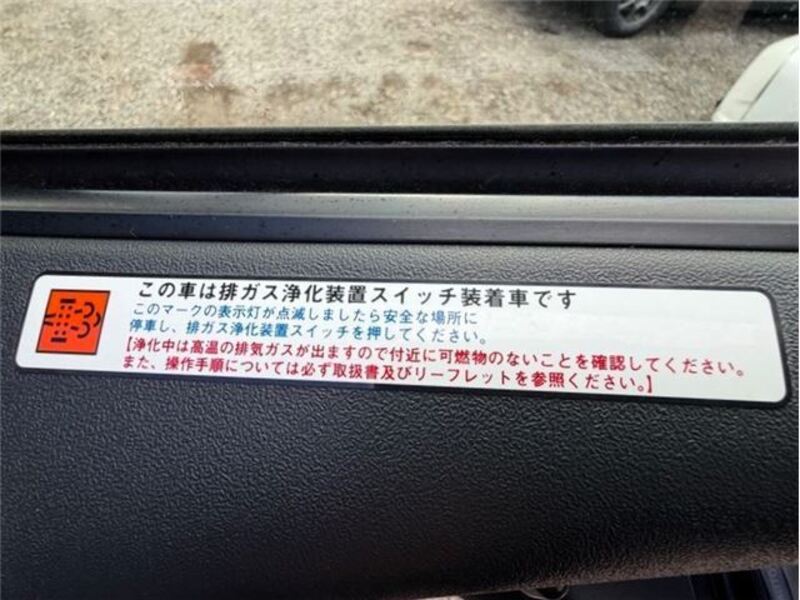 この車は排ガス浄化装置スイッチ装着車です
このマークの表示灯が点滅しましたら安全な場所に
停車し、排ガス浄化装置スイッチを押してください。
【浄化中は高温の排気ガスが出ますので付近に可燃物のないことを確認してください。
また、操作手順については必ず取扱書及びリーフレットを参照ください。】